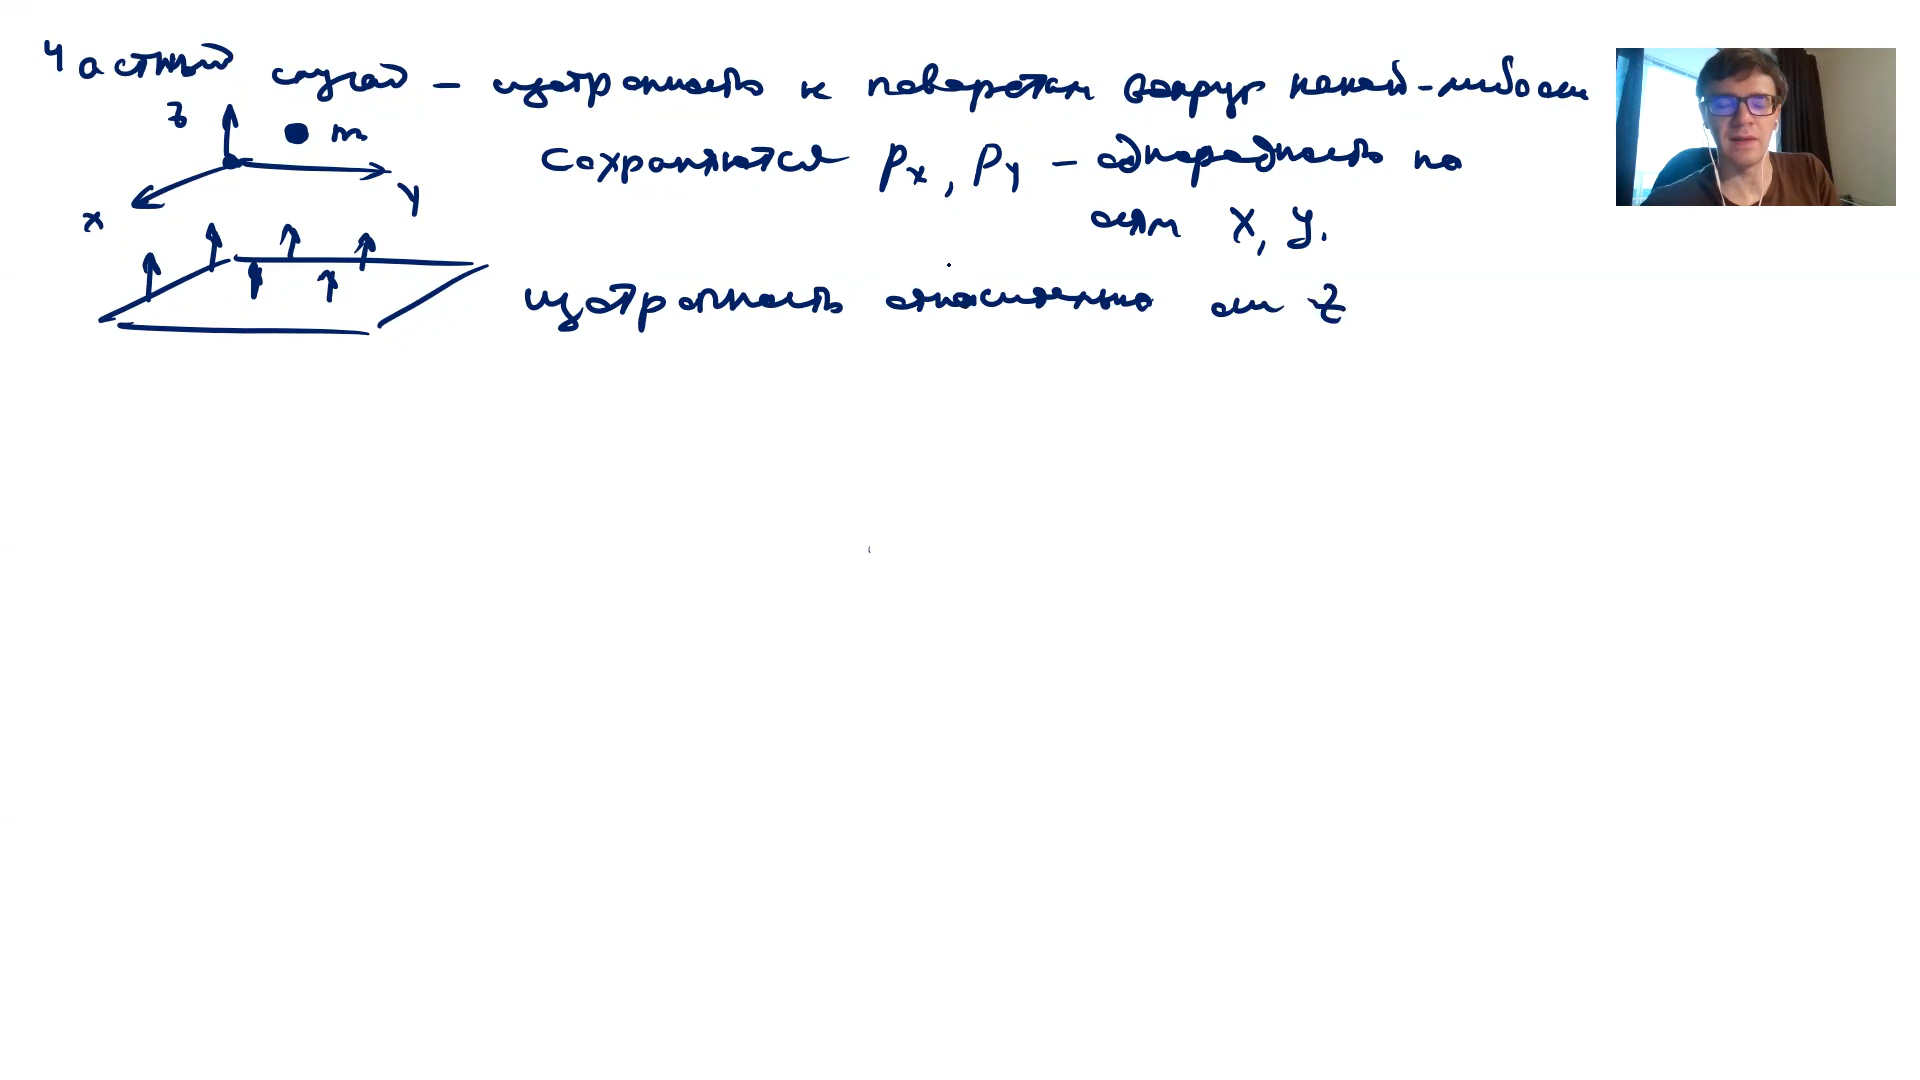 Частный случай – изотропность к поворотам вокруг какой-либо оси
z m
сохраняются Px, Py – однородность по
x y
осям X, y.
изотропность относительно оси z